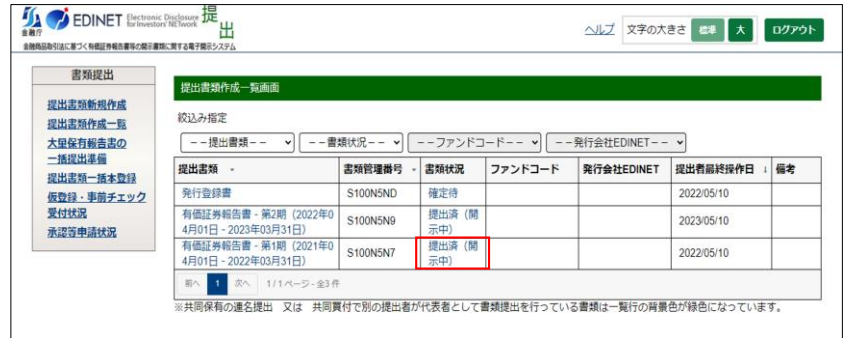 金融庁
EDINET Electronic Disclosure for Investors' NETwork 提出
金融商品取引法に基づく有価証券報告書等の開示書類に関する電子開示システム
ヘルプ 文字の大きさ 標準 大 ログアウト
書類提出
提出書類新規作成
提出書類作成一覧
大量保有報告書の
一括提出準備
提出書類一括本登録
仮登録・事前チェック
受付状況
承認等申請状況
提出書類作成一覧画面
絞込み指定
--提出書類-- --書類状況-- --ファンドコード-- --発行会社EDINET--
提出書類 書類管理番号 書類状況 ファンドコード 発行会社EDINET 提出者最終操作日 ↓ 備考
発行登録書 S100N5ND 確定待 2022/05/10
有価証券報告書 - 第2期（2022年0
4月01日 - 2023年03月31日） S100N5N9 提出済（開
示中） 2023/05/10
有価証券報告書 - 第1期（2021年0
4月01日 - 2022年03月31日） S100N5N7 提出済（開
示中） 2022/05/10
前へ 1 次へ 1/1ページ - 全3件
※共同保有の連名提出 又は 共同買付で別の提出者が代表者として書類提出を行っている書類は一覧行の背景色が緑色になっています。